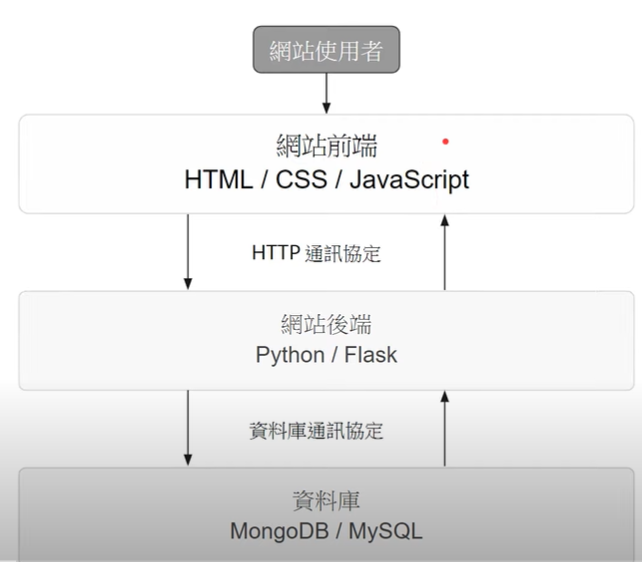 網站使用者
網站前端
HTML / CSS / JavaScript
HTTP 通訊協定
網站後端
Python / Flask
資料庫通訊協定
資料庫
MongoDB / MySQL